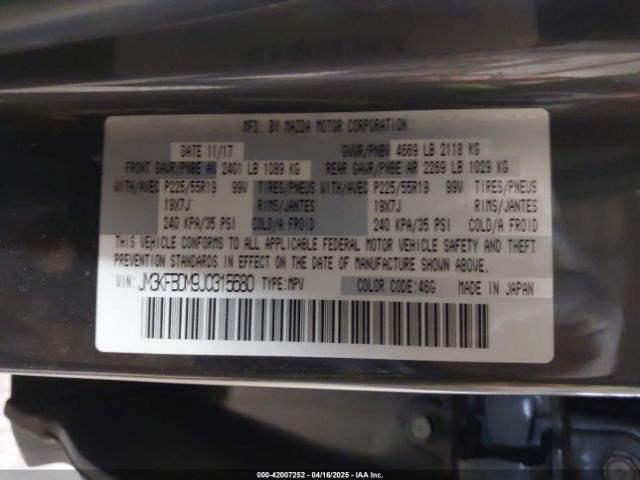 MFD. BY MAZDA MOTOR CORPORATION
DATE 11/17 GVWR/PNBV 4669 LB 2118 KG
FRONT GAWR/PNBE AV 2401 LB 1089 KG REAR GAWR/PNBE AR 2269 LB 1029 KG
WITH/AVEC P225/55R19 99V TIRES/PNEUS WITH/AVEC P225/55R19 99V TIRES/PNEUS
19X7J RIMS/JANTES 19X7J RIMS/JANTES
240 KPA/35 PSI COLD/A FROID 240 KPA/35 PSI COLD/A FROID
THIS VEHICLE CONFORMS TO ALL APPLICABLE FEDERAL MOTOR VEHICLE SAFETY AND THEFT
PREVENTION STANDARDS IN EFFECT ON THE DATE OF MANUFACTURE SHOWN ABOVE.
VIN: JM3KFBDM9J0315680 TYPE:MPV COLOR CODE:46G MADE IN JAPAN
000-42007252 - 04/16/2025 - IAA Inc.